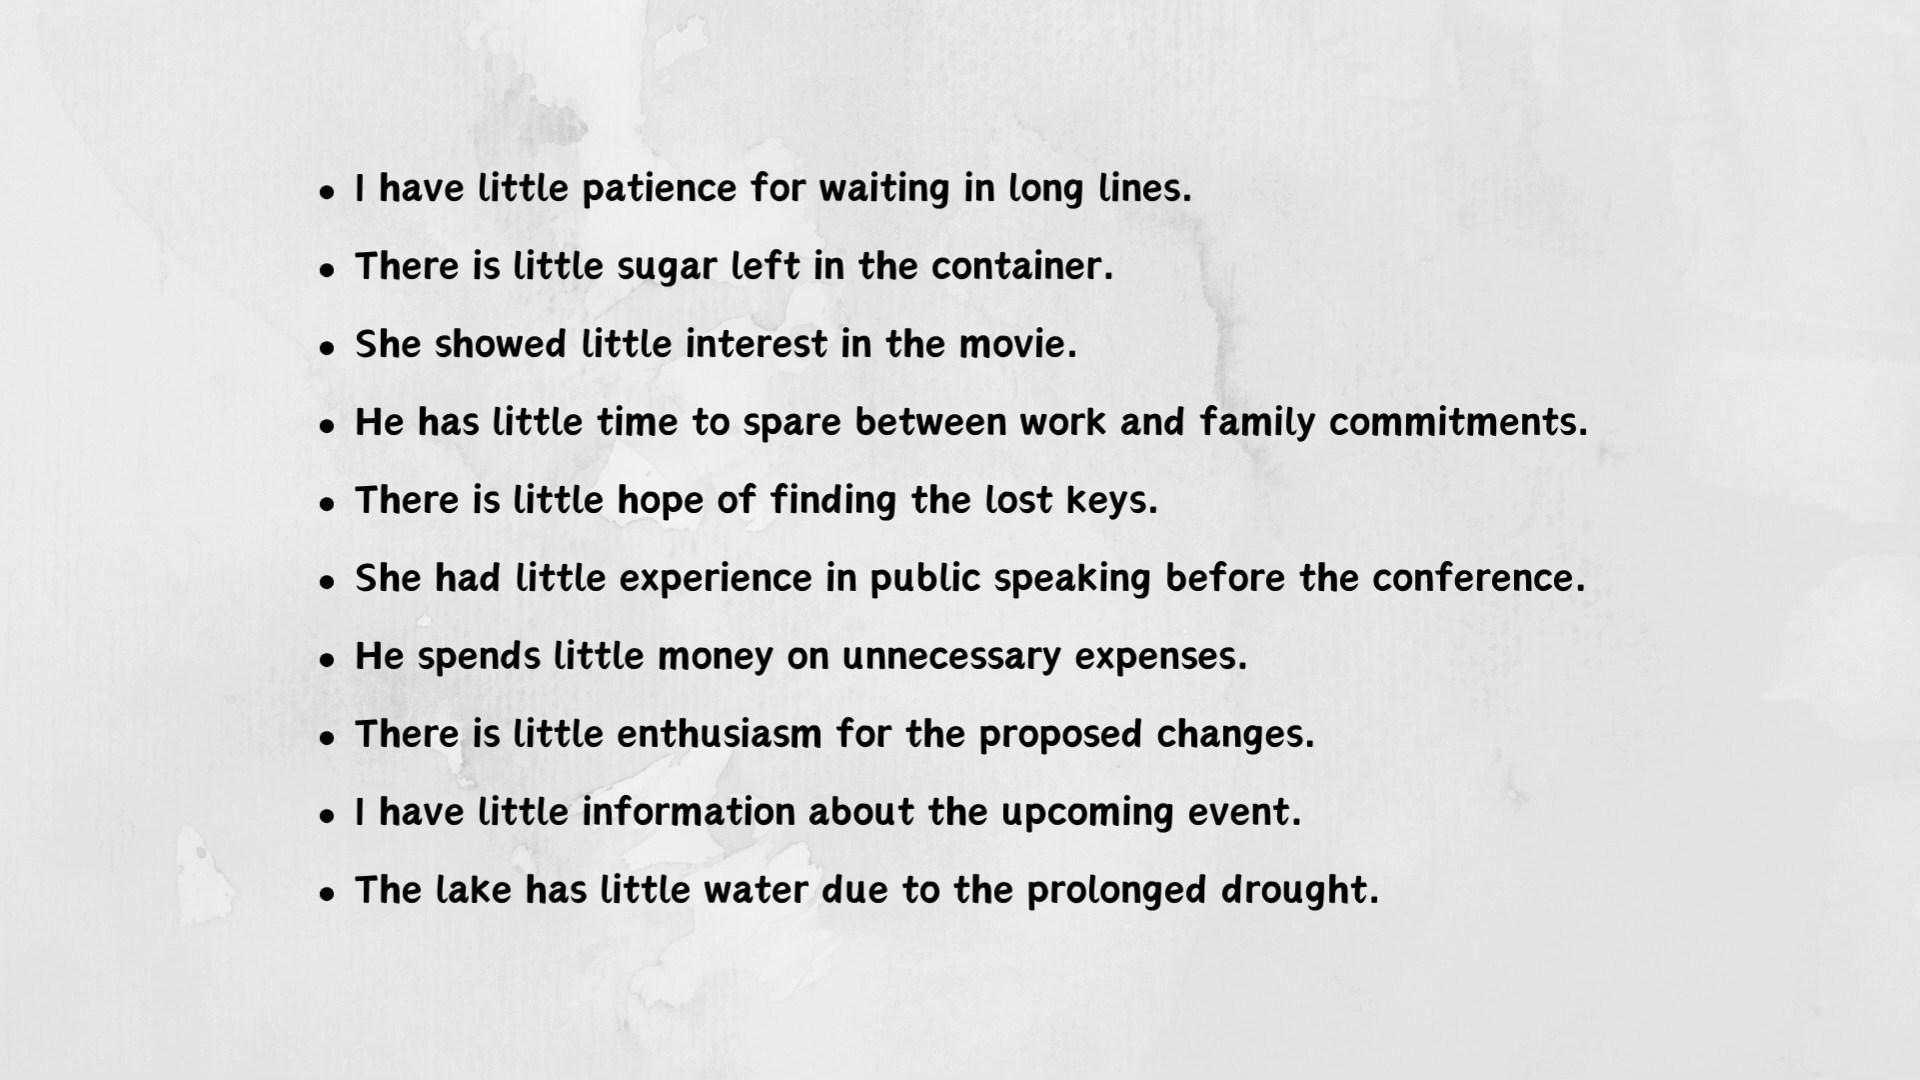 • I have little patience for waiting in long lines.
• There is little sugar left in the container.
• She showed little interest in the movie.
• He has little time to spare between work and family commitments.
• There is little hope of finding the lost keys.
• She had little experience in public speaking before the conference.
• He spends little money on unnecessary expenses.
• There is little enthusiasm for the proposed changes.
• I have little information about the upcoming event.
• The lake has little water due to the prolonged drought.